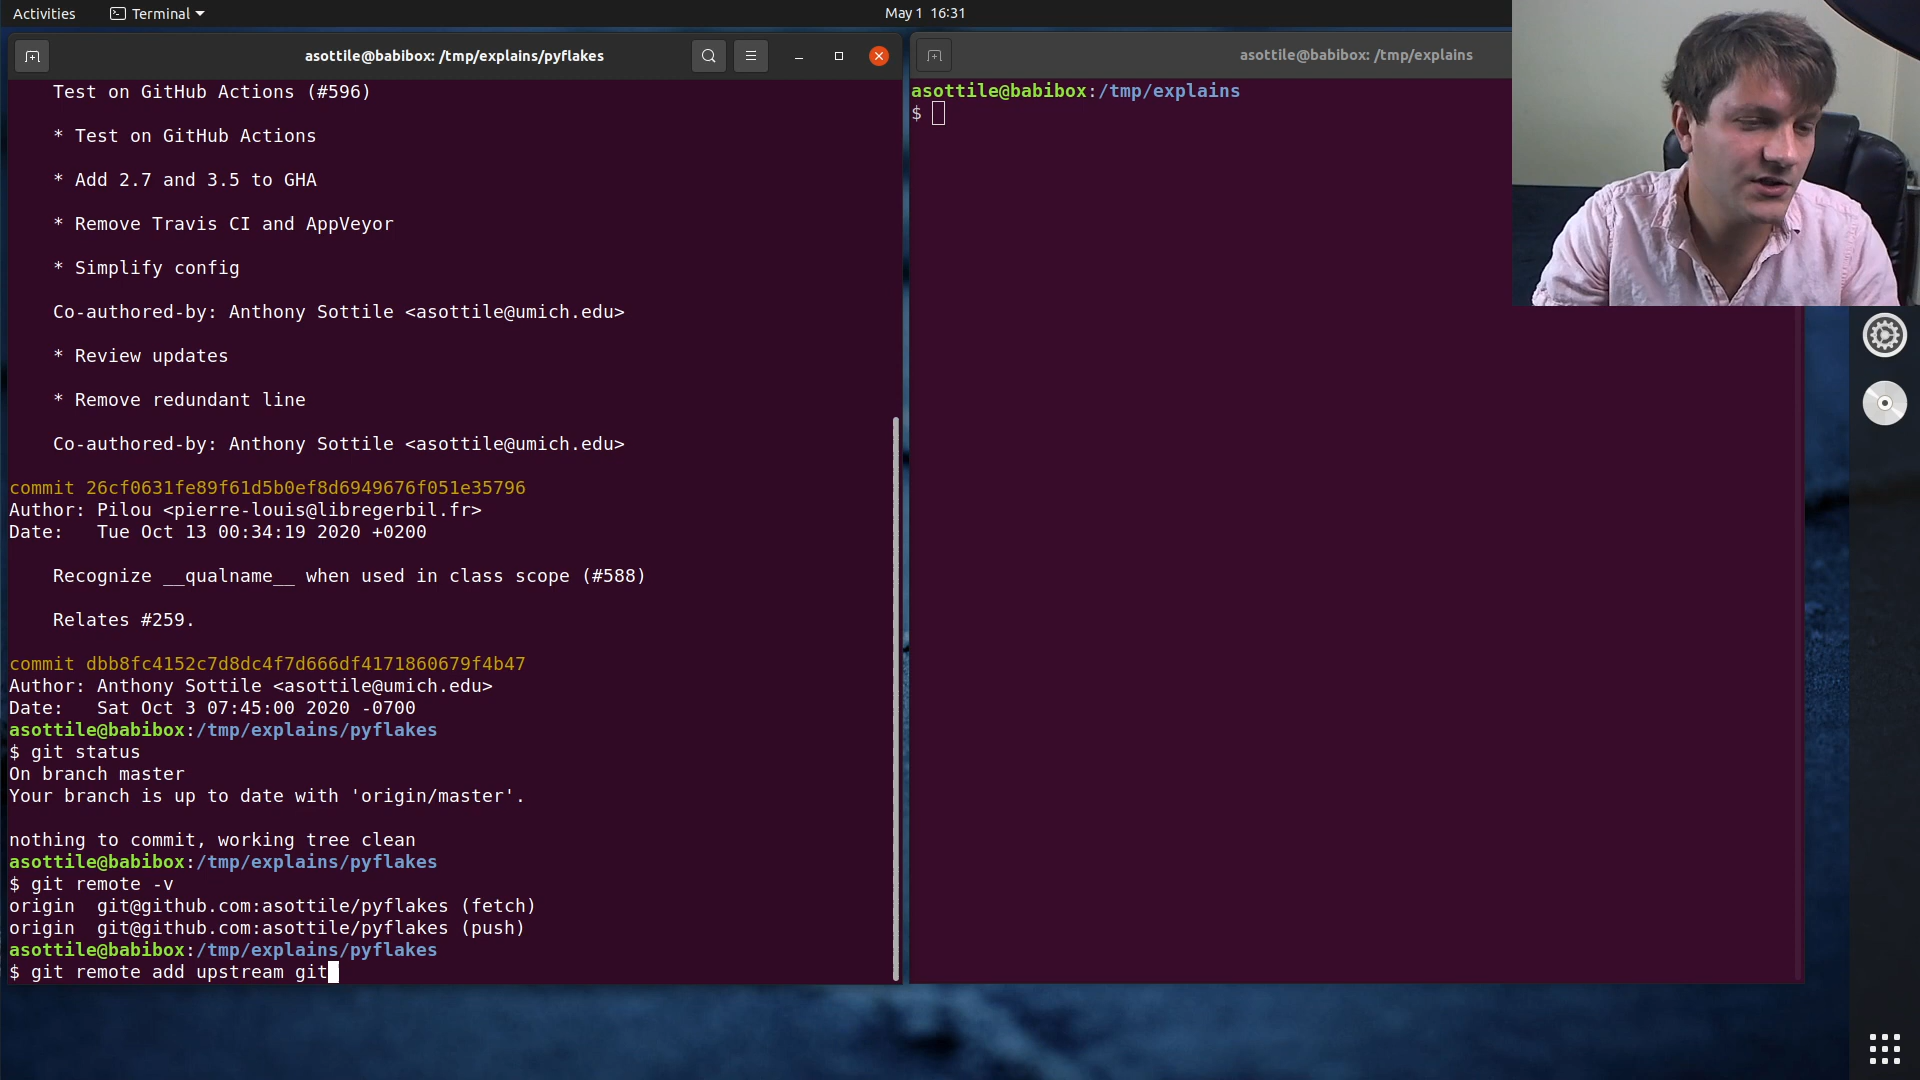 Activities
Terminal
May 1 16:31
asottile@babibox: /tmp/explains/pyflakes
Test on GitHub Actions (#596)
* Test on GitHub Actions
* Add 2.7 and 3.5 to GHA
* Remove Travis CI and AppVeyor
* Simplify config
Co-authored-by: Anthony Sottile <asottile@umich.edu>
* Review updates
* Remove redundant line
Co-authored-by: Anthony Sottile <asottile@umich.edu>
commit 26cf0631fe89f61d5b0ef8d6949676f051e35796
Author: Pilou <pierre-louis@libregerbil.fr>
Date:   Tue Oct 13 00:34:19 2020 +0200
Recognize __qualname__ when used in class scope (#588)
Relates #259.
commit dbb8fc4152c7d8dc4f7d666df4171860679f4b47
Author: Anthony Sottile <asottile@umich.edu>
Date:   Sat Oct 3 07:45:00 2020 -0700
asottile@babibox:/tmp/explains/pyflakes
$ git status
On branch master
Your branch is up to date with 'origin/master'.
nothing to commit, working tree clean
asottile@babibox:/tmp/explains/pyflakes
$ git remote -v
origin  git@github.com:asottile/pyflakes (fetch)
origin  git@github.com:asottile/pyflakes (push)
asottile@babibox:/tmp/explains/pyflakes
$ git remote add upstream git
asottile@babibox: /tmp/explains
asottile@babibox:/tmp/explains
$